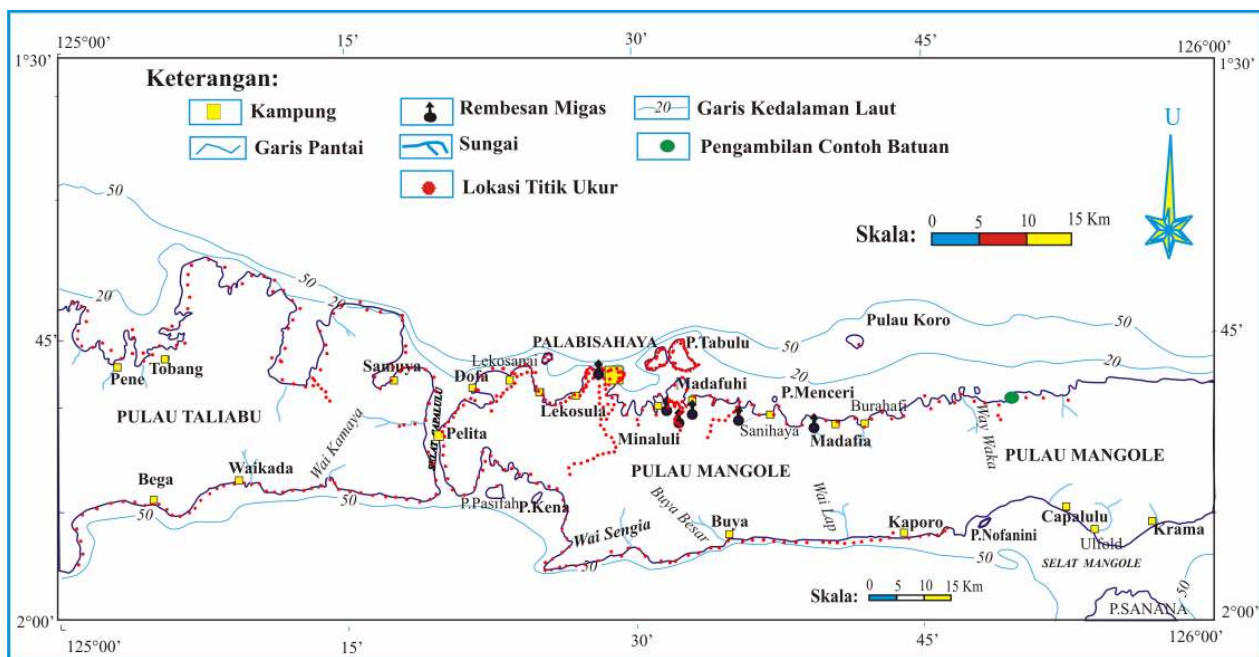 125°00'
15'
30'
45'
126°00'
1°30'
1°30'
Keterangan:
Kampung
Rembesan Migas
20
Garis Kedalaman Laut
Garis Pantai
Sungai
Pengambilan Contoh Batuan
Lokasi Titik Ukur
U
Skala:
0
5
10
15 Km
50
50
20
20
50
50
20
45'
45'
Pulau Koro
PALABISAHAYA
P.Tabulu
Pene
Tobang
Samuya
Lekosanai
Dofa
Lekosula
Madafuhi
P.Menceri
Burahafi
Sanihaya
Madafia
Minaluli
PULAU TALIABU
Pelita
Wai Kamaya
PULAU MANGOLE
Way Waka
PULAU MANGOLE
Bega
Waikada
50
P.Pasifah
P.Kena
Wai Sengia
Buya Besar
Buya
Wai Lap
Kaporo
P.Nofanini
Capalulu
Krama
SELAT MANGOLE
50
50
50
P.SANANA
Skala:
0
5
10
15 Km
2°00'
2°00'
125°00'
15'
30'
45'
126°00'